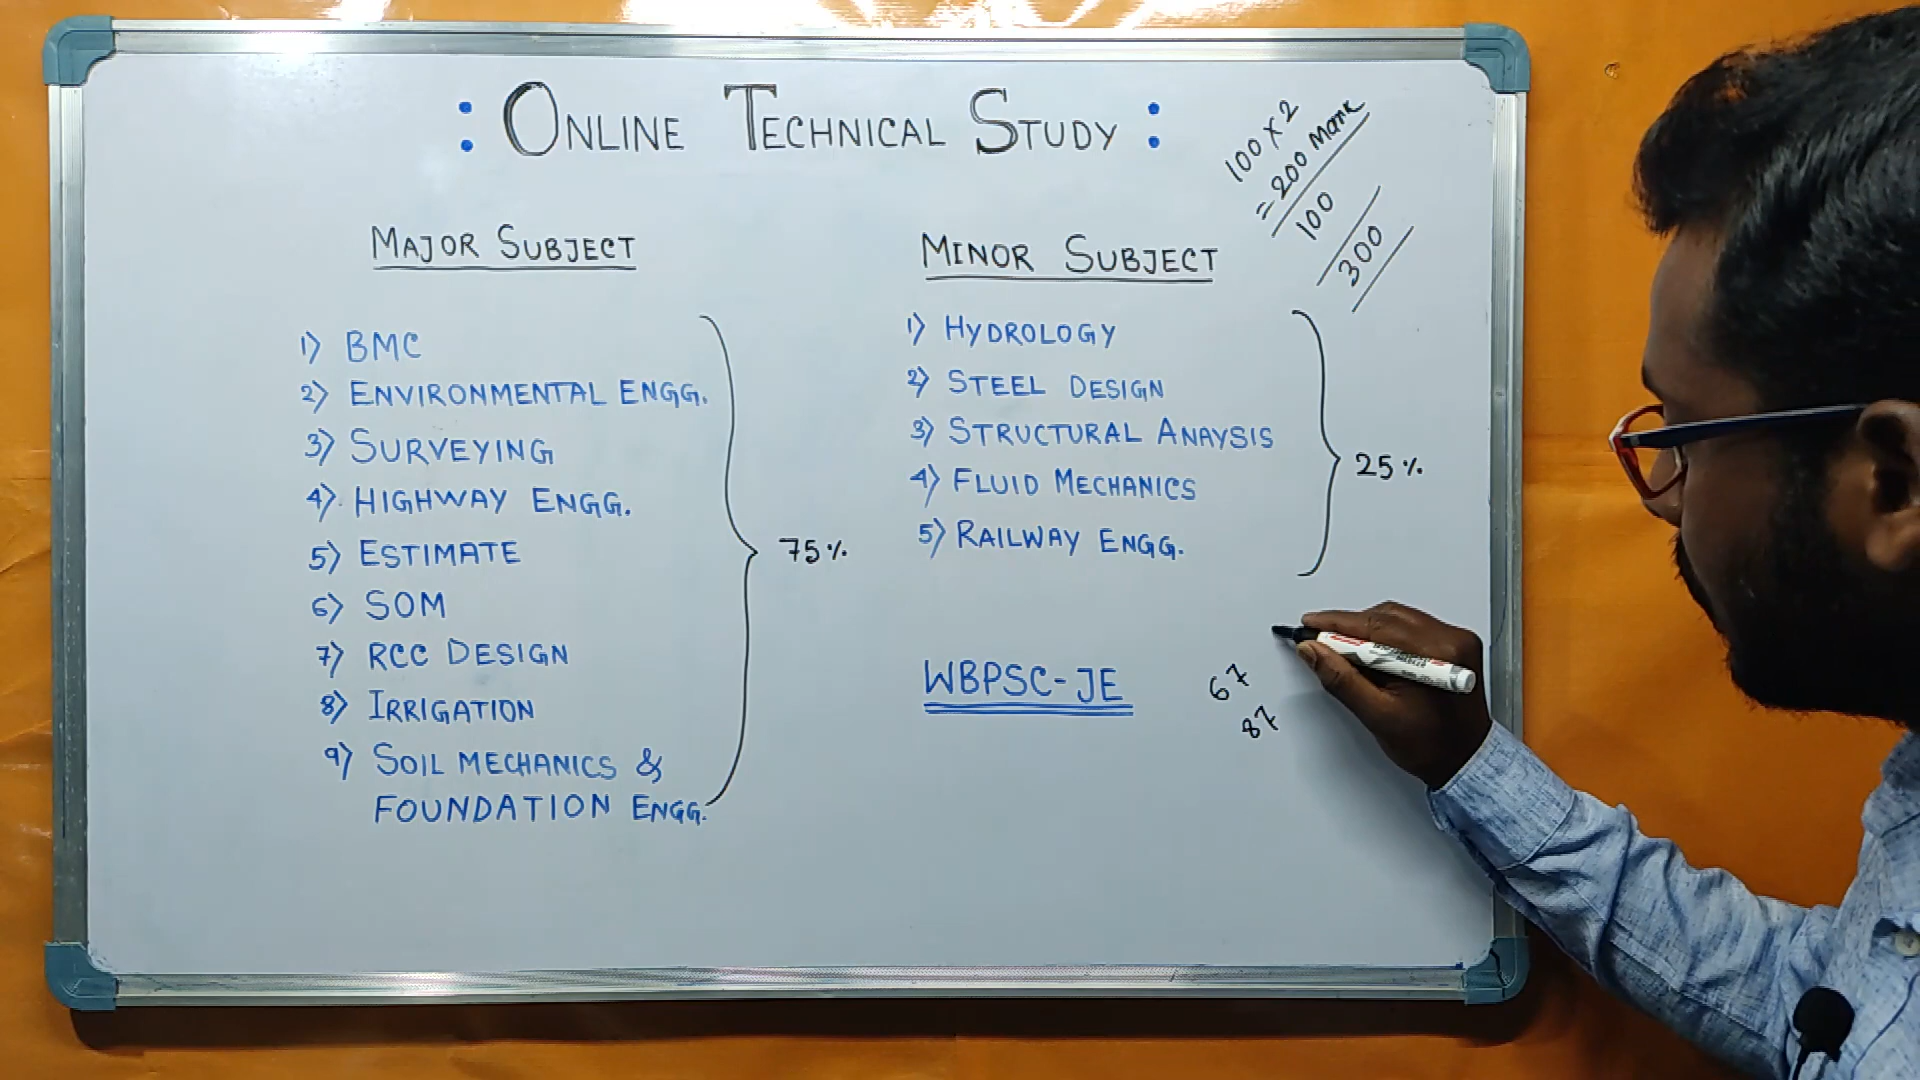 : ONLINE TECHNICAL STUDY :
100 x 2
= 200 Mark
100
300
MAJOR SUBJECT
1) BMC
2) ENVIRONMENTAL ENGG.
3) SURVEYING
4) HIGHWAY ENGG.
5) ESTIMATE
6) SOM
7) RCC DESIGN
8) IRRIGATION
9) SOIL MECHANICS &
FOUNDATION ENGG.
75%
MINOR SUBJECT
1) HYDROLOGY
2) STEEL DESIGN
3) STRUCTURAL ANAYSIS
4) FLUID MECHANICS
5) RAILWAY ENGG.
25%
WBPSC-JE
67
87